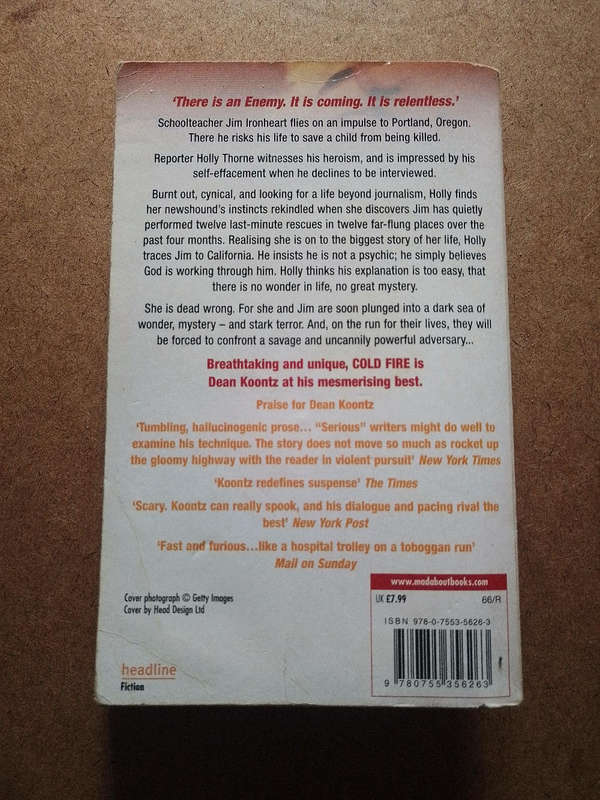 ‘There is an Enemy. It is coming. It is relentless.’
Schoolteacher Jim Ironheart flies on an impulse to Portland, Oregon.
There he risks his life to save a child from being killed.
Reporter Holly Thorne witnesses his heroism, and is impressed by his
self-effacement when he declines to be interviewed.
Burnt out, cynical, and looking for a life beyond journalism, Holly finds
her newshound’s instincts rekindled when she discovers Jim has quietly
performed twelve last-minute rescues in twelve far-flung places over the
past four months. Realising she is on to the biggest story of her life, Holly
traces Jim to California. He insists he is not a psychic; he simply believes
God is working through him. Holly thinks his explanation is too easy, that
there is no wonder in life, no great mystery.
She is dead wrong. For she and Jim are soon plunged into a dark sea of
wonder, mystery – and stark terror. And, on the run for their lives, they will
be forced to confront a savage and uncannily powerful adversary...
Breathtaking and unique, COLD FIRE is
Dean Koontz at his mesmerising best.
Praise for Dean Koontz
‘Tumbling, hallucinogenic prose... “Serious” writers might do well to
examine his technique. The story does not move so much as rocket up
the gloomy highway with the reader in violent pursuit’ New York Times
‘Koontz redefines suspense’ The Times
‘Scary. Koontz can really spook, and his dialogue and pacing rival the
best’ New York Post
‘Fast and furious...like a hospital trolley on a toboggan run’
Mail on Sunday
Cover photograph © Getty Images
Cover by Head Design Ltd
headline
Fiction
www.madaboutbooks.com
UK £7.99 66/R
ISBN 978-0-7553-5626-3
9 780755 356263